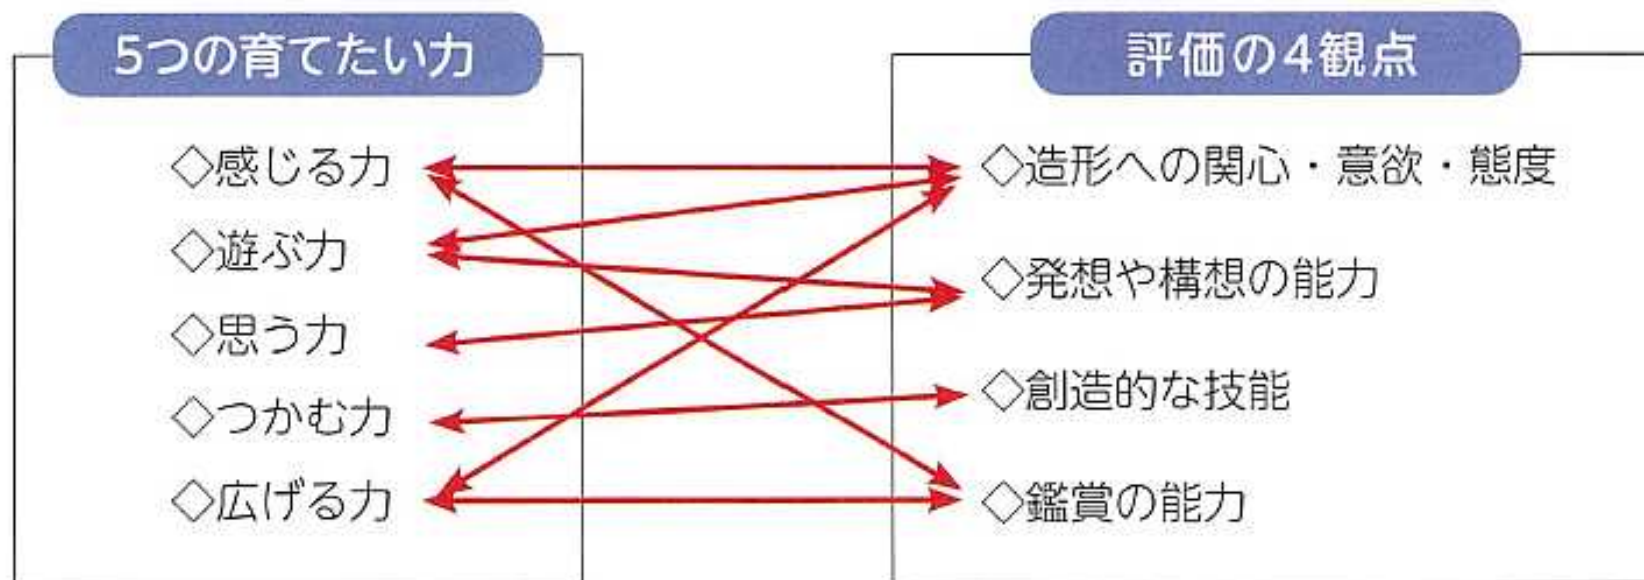 5つの育てたい力
◇感じる力
◇遊ぶ力
◇思う力
◇つかむ力
◇広げる力
評価の4観点
◇造形への関心・意欲・態度
◇発想や構想の能力
◇創造的な技能
◇鑑賞の能力